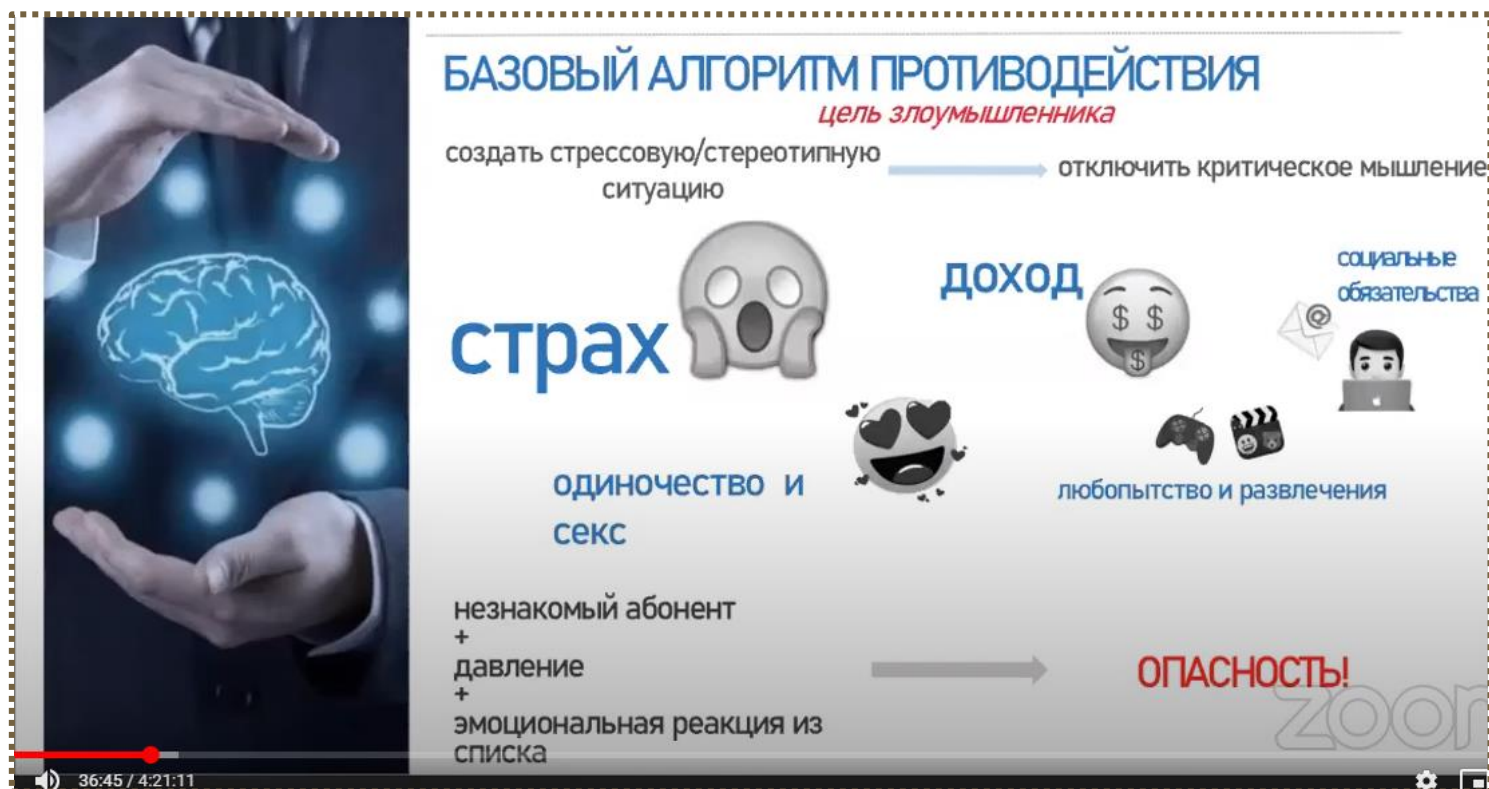 БАЗОВЫЙ АЛГОРИТМ ПРОТИВОДЕЙСТВИЯ
цель злоумышленника
создать стрессовую/стереотипную
ситуацию
отключить критическое мышление
страх
доход
$ $
$
социальные
обязательства
@
одиночество и
секс
любопытство и развлечения
незнакомый абонент
+
давление
+
эмоциональная реакция из
списка
ОПАСНОСТЬ!
zoom
36:45 / 4:21:11